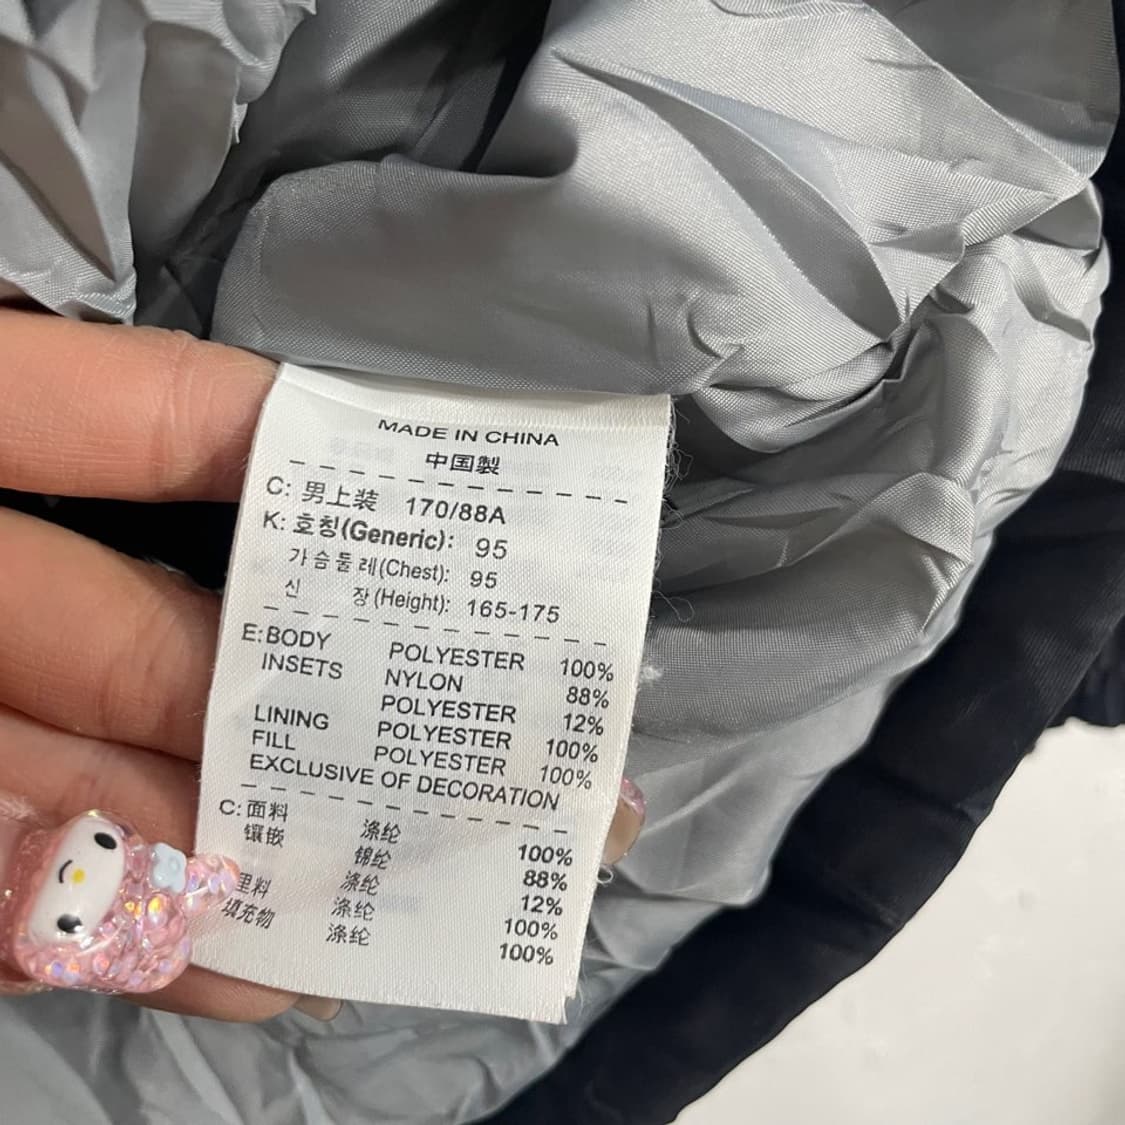 MADE IN CHINA
中国製
C: 男上装 170/88A
K: 호칭(Generic): 95
가슴둘레(Chest): 95
신 장(Height): 165-175
E:BODY POLYESTER 100%
INSETS NYLON 88%
POLYESTER 12%
LINING POLYESTER 100%
FILL POLYESTER 100%
EXCLUSIVE OF DECORATION
C:面料 涤纶 100%
镶嵌 锦纶 88%
涤纶 12%
里料 涤纶 100%
填充物 涤纶 100%